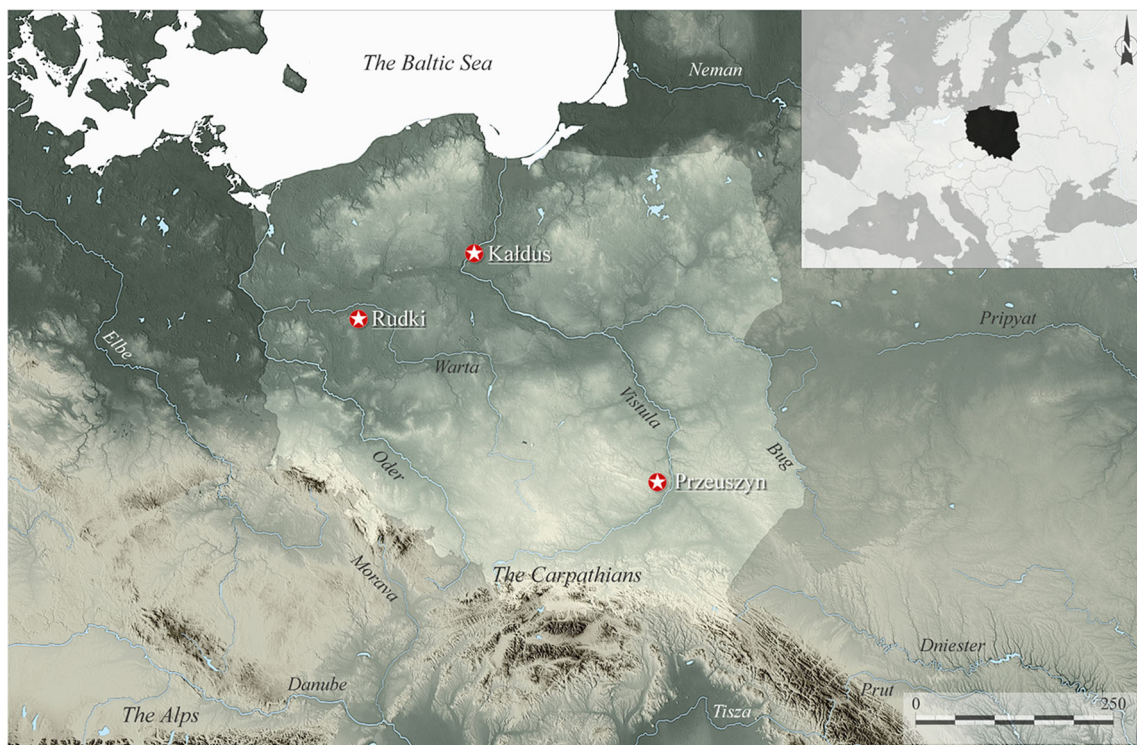 The Baltic Sea
Neman
N
Kałdus
Rudki
Pripyat
Elbe
Warta
Vistula
Bug
Oder
Przeuszyn
The Carpathians
Morava
Dniester
Danube
Prut
The Alps
Tisza
0 250